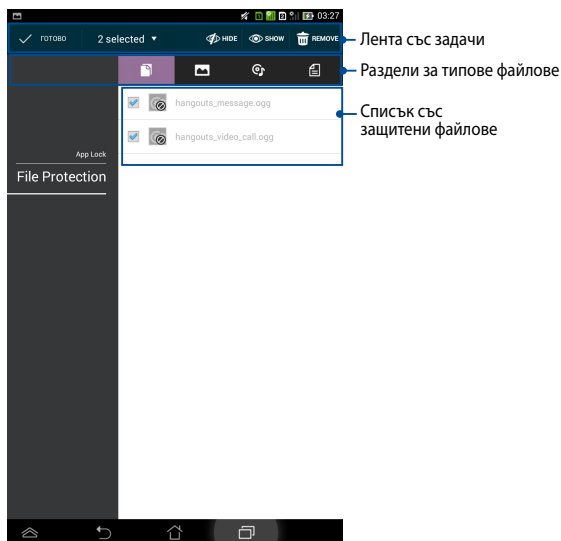 03:27
ГОТОВО 2 selected HIDE SHOW REMOVE
Лента със задачи
Раздели за типове файлове
hangouts_message.ogg
Списък със
защитени файлове
hangouts_video_call.ogg
App Lock
File Protection